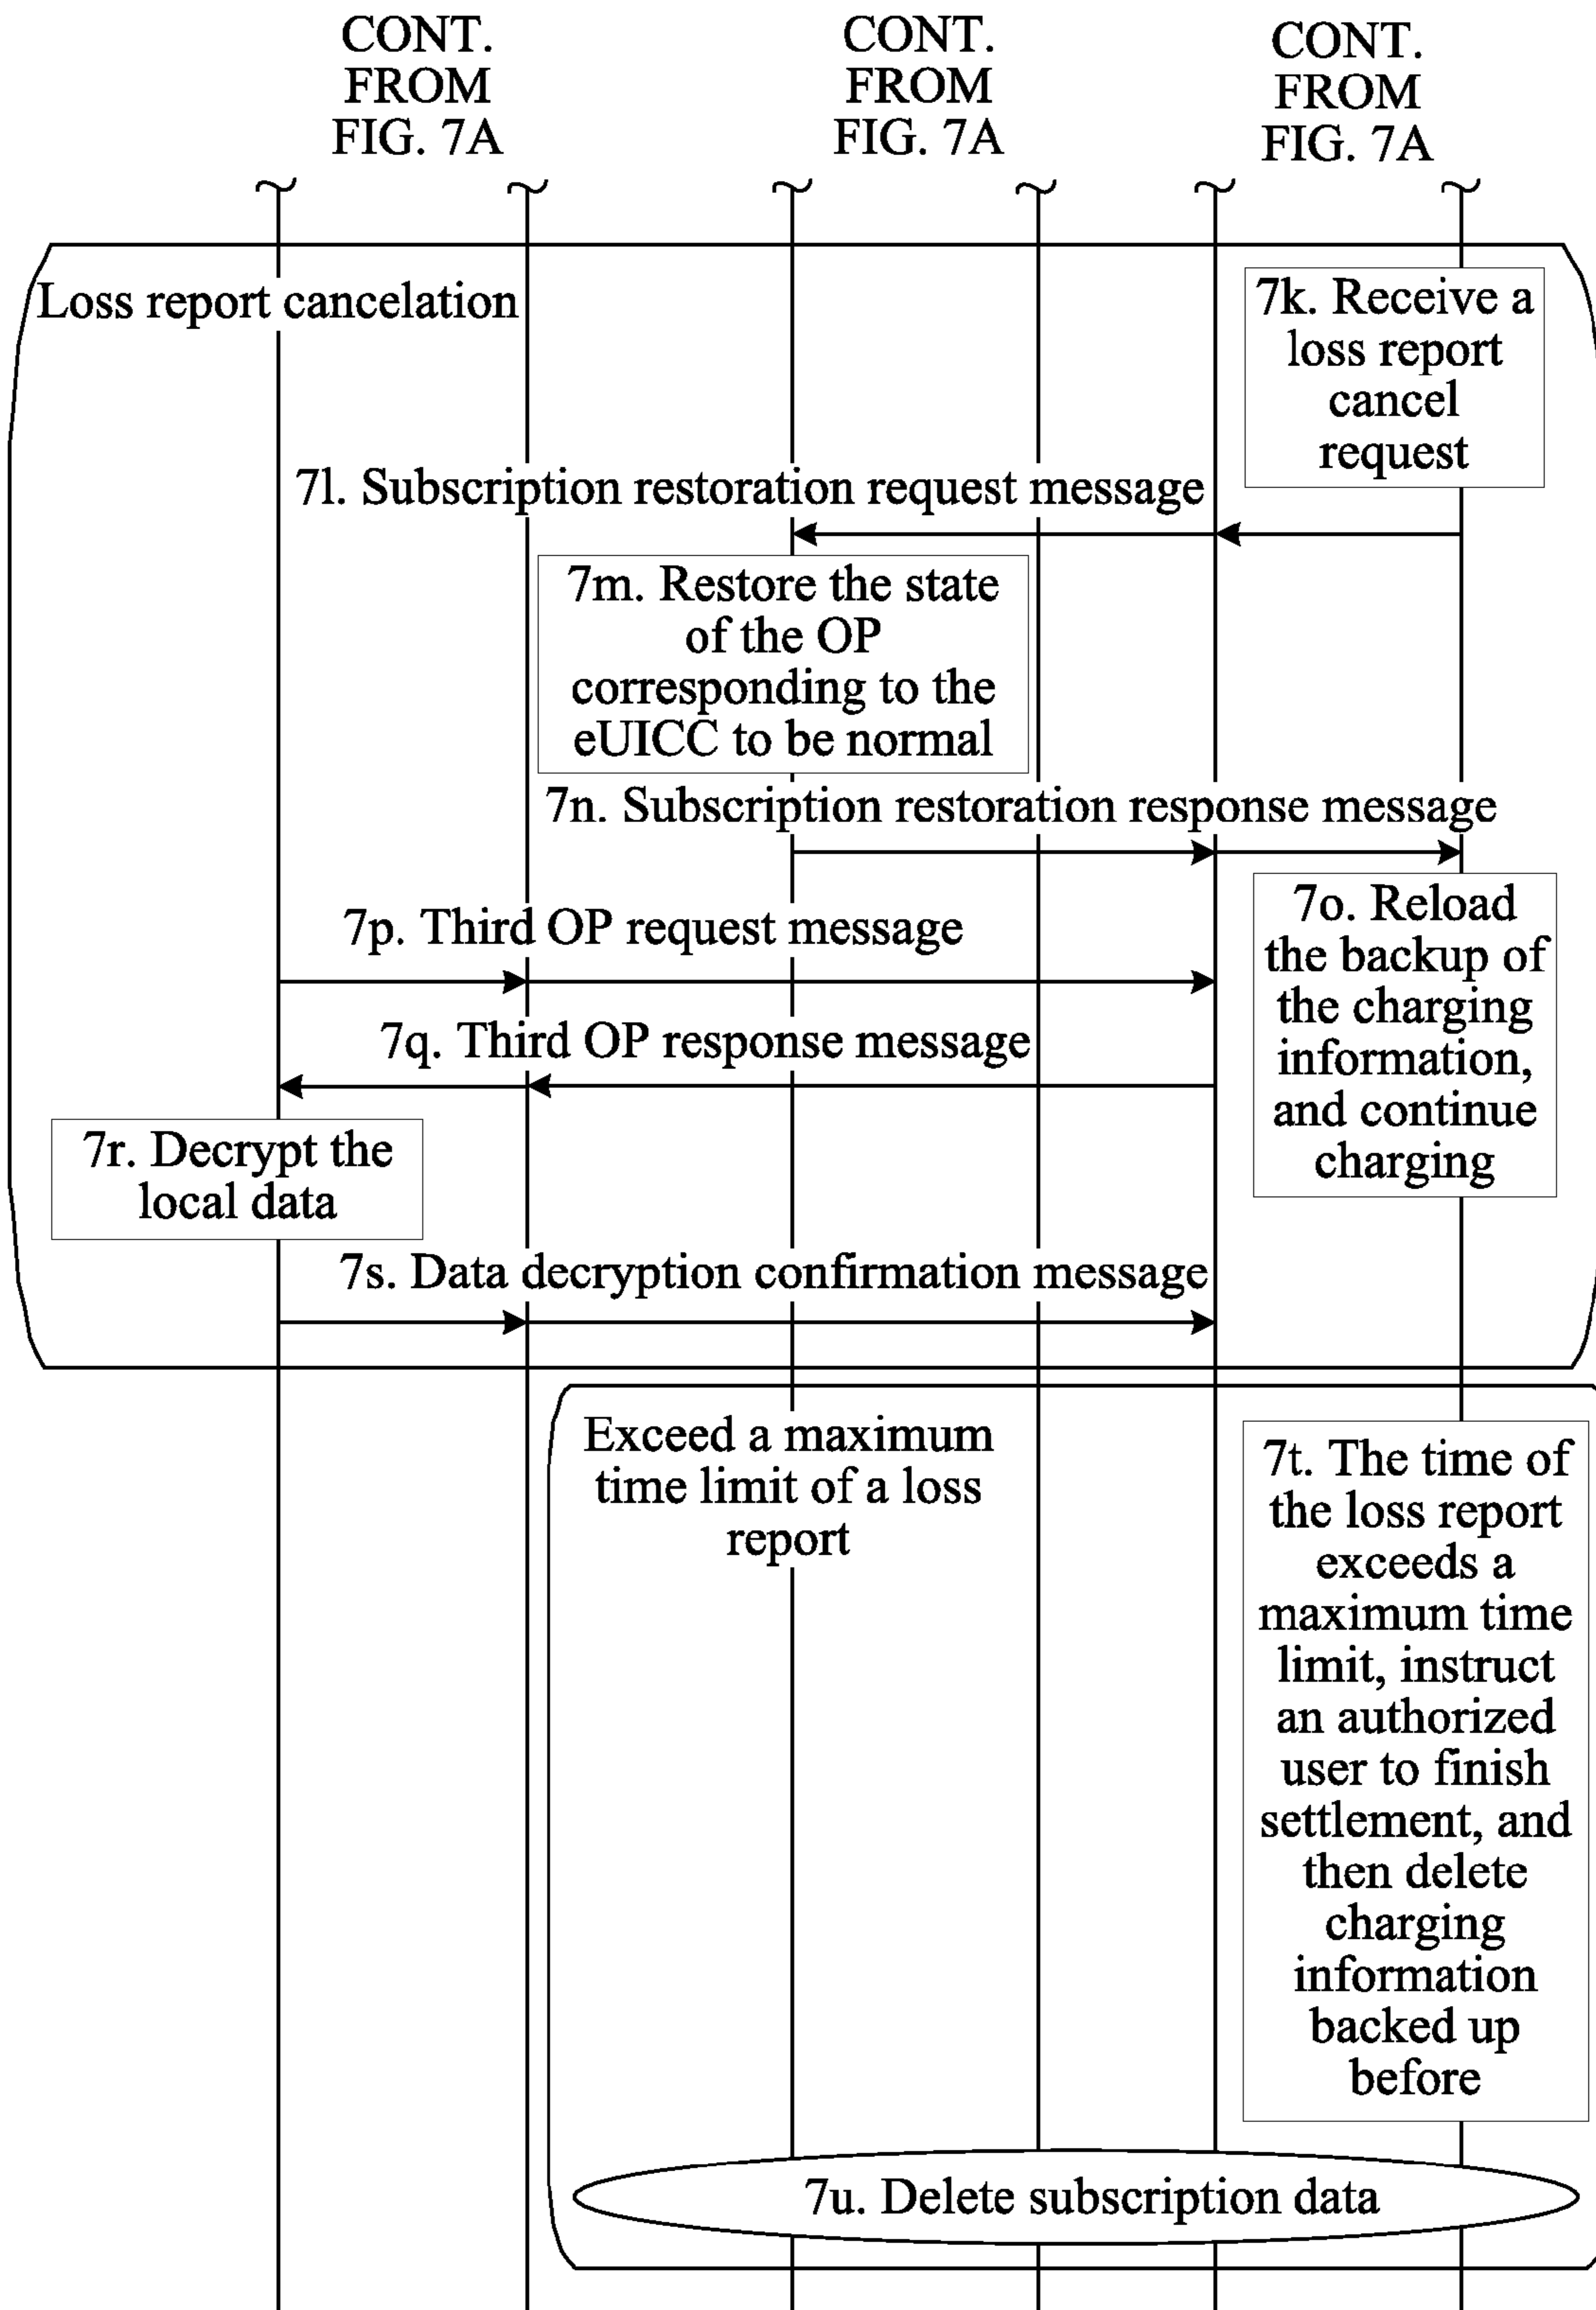 CONT.
FROM
FIG. 7A
CONT.
FROM
FIG. 7A
CONT.
FROM
FIG. 7A
Loss report cancelation
7k. Receive a
loss report
cancel
request
7l. Subscription restoration request message
7m. Restore the state
of the OP
corresponding to the
eUICC to be normal
7n. Subscription restoration response message
7o. Reload
the backup of
the charging
information,
and continue
charging
7p. Third OP request message
7q. Third OP response message
7r. Decrypt the
local data
7s. Data decryption confirmation message
Exceed a maximum
time limit of a loss
report
7t. The time of
the loss report
exceeds a
maximum time
limit, instruct
an authorized
user to finish
settlement, and
then delete
charging
information
backed up
before
7u. Delete subscription data